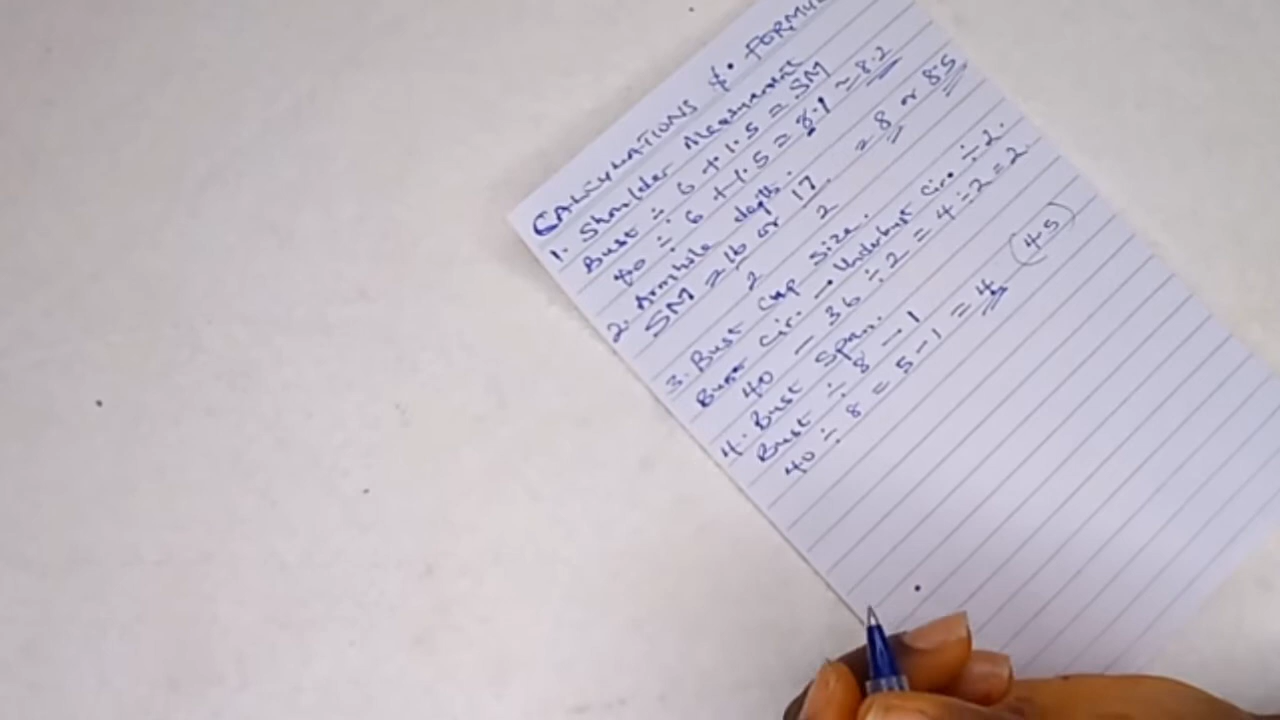 CALCULATIONS &. FORMU
1. Shoulder Measurement
Bust ÷ 6 + 1.5 = SM
40 ÷ 6 + 1.5 = 8.1 ≈ 8.2
2. Armhole depth.
SM = 16 or 17 = 8 or 8.5
2 2
3. Bust Cup Size.
Bust Cir. - Underbust Circ ÷ 2.
40 - 36 ÷ 2 = 4 ÷ 2 = 2.
4. Bust Span.
Bust ÷ 8 - 1
40 ÷ 8 = 5 - 1 = 4 (4.5)